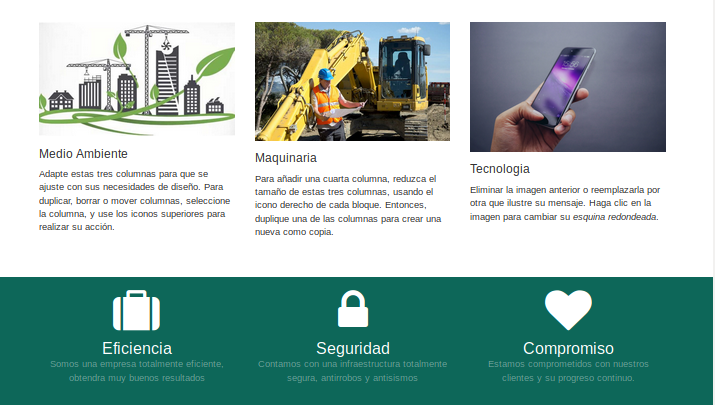 Medio Ambiente
Adapte estas tres columnas para que se
ajuste con sus necesidades de diseño. Para
duplicar, borrar o mover columnas, seleccione
la columna, y use los iconos superiores para
realizar su acción.
Maquinaria
Para añadir una cuarta columna, reduzca el
tamaño de estas tres columnas, usando el
icono derecho de cada bloque. Entonces,
duplique una de las columnas para crear una
nueva como copia.
Tecnologia
Eliminar la imagen anterior o reemplazarla por
otra que ilustre su mensaje. Haga clic en la
imagen para cambiar su esquina redondeada.
Eficiencia
Somos una empresa totalmente eficiente,
obtendra muy buenos resultados
Seguridad
Contamos con una infraestructura totalmente
segura, antirrobos y antisismos
Compromiso
Estamos comprometidos con nuestros
clientes y su progreso continuo.